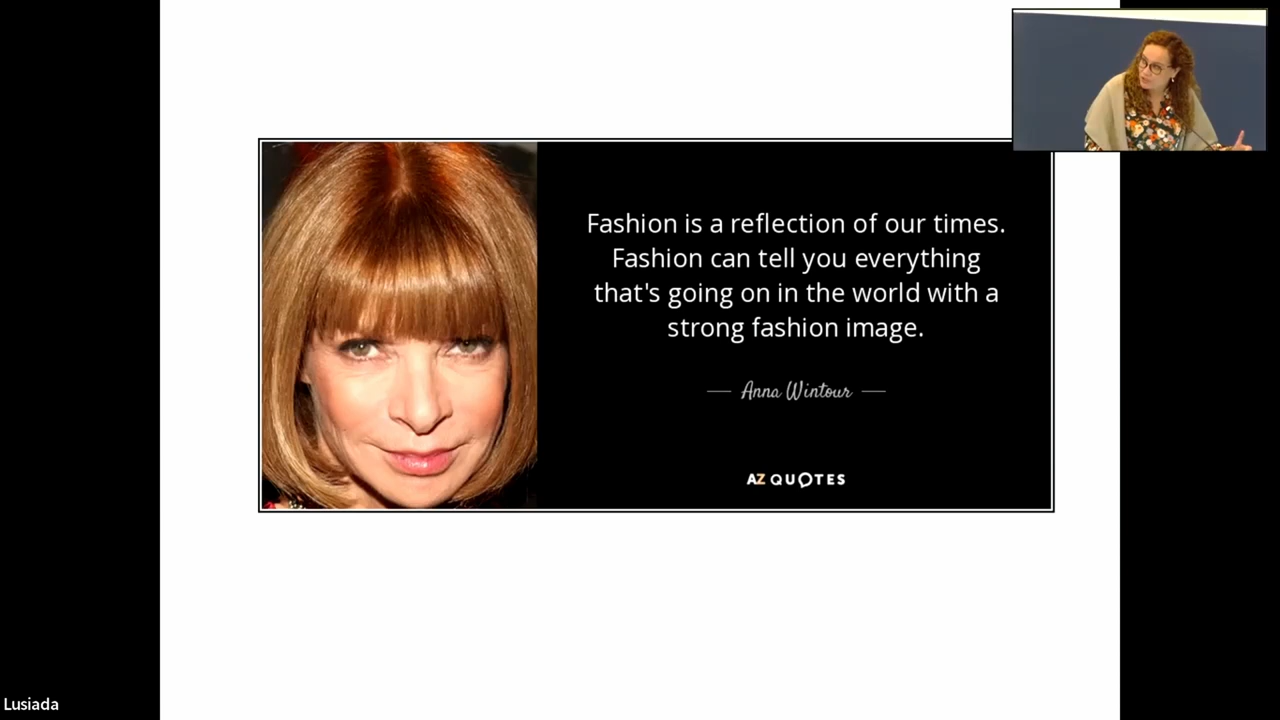 Fashion is a reflection of our times.
Fashion can tell you everything
that's going on in the world with a
strong fashion image.
Anna Wintour
AZ QUOTES
Lusiada